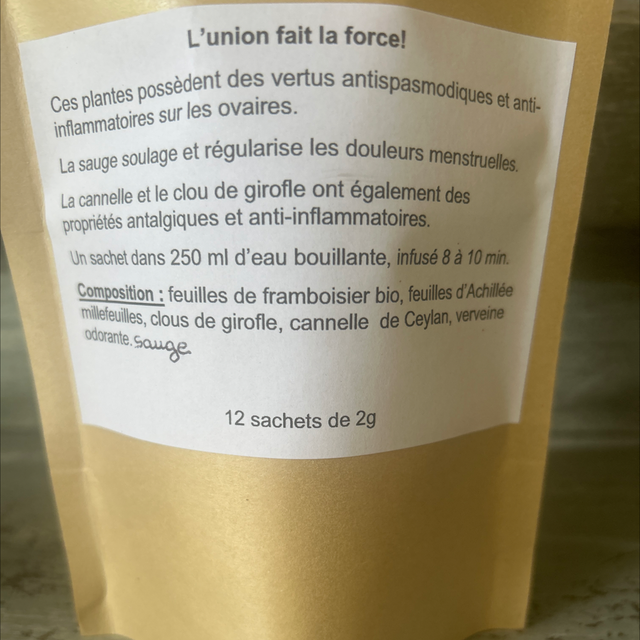 L'union fait la force!
Ces plantes possèdent des vertus antispasmodiques et anti-
inflammatoires sur les ovaires.
La sauge soulage et régularise les douleurs menstruelles.
La cannelle et le clou de girofle ont également des
propriétés antalgiques et anti-inflammatoires.
Un sachet dans 250 ml d'eau bouillante, infusé 8 à 10 min.
Composition : feuilles de framboisier bio, feuilles d'Achillée
millefeuilles, clous de girofle, cannelle de Ceylan, verveine
odorante. Sauge
12 sachets de 2g